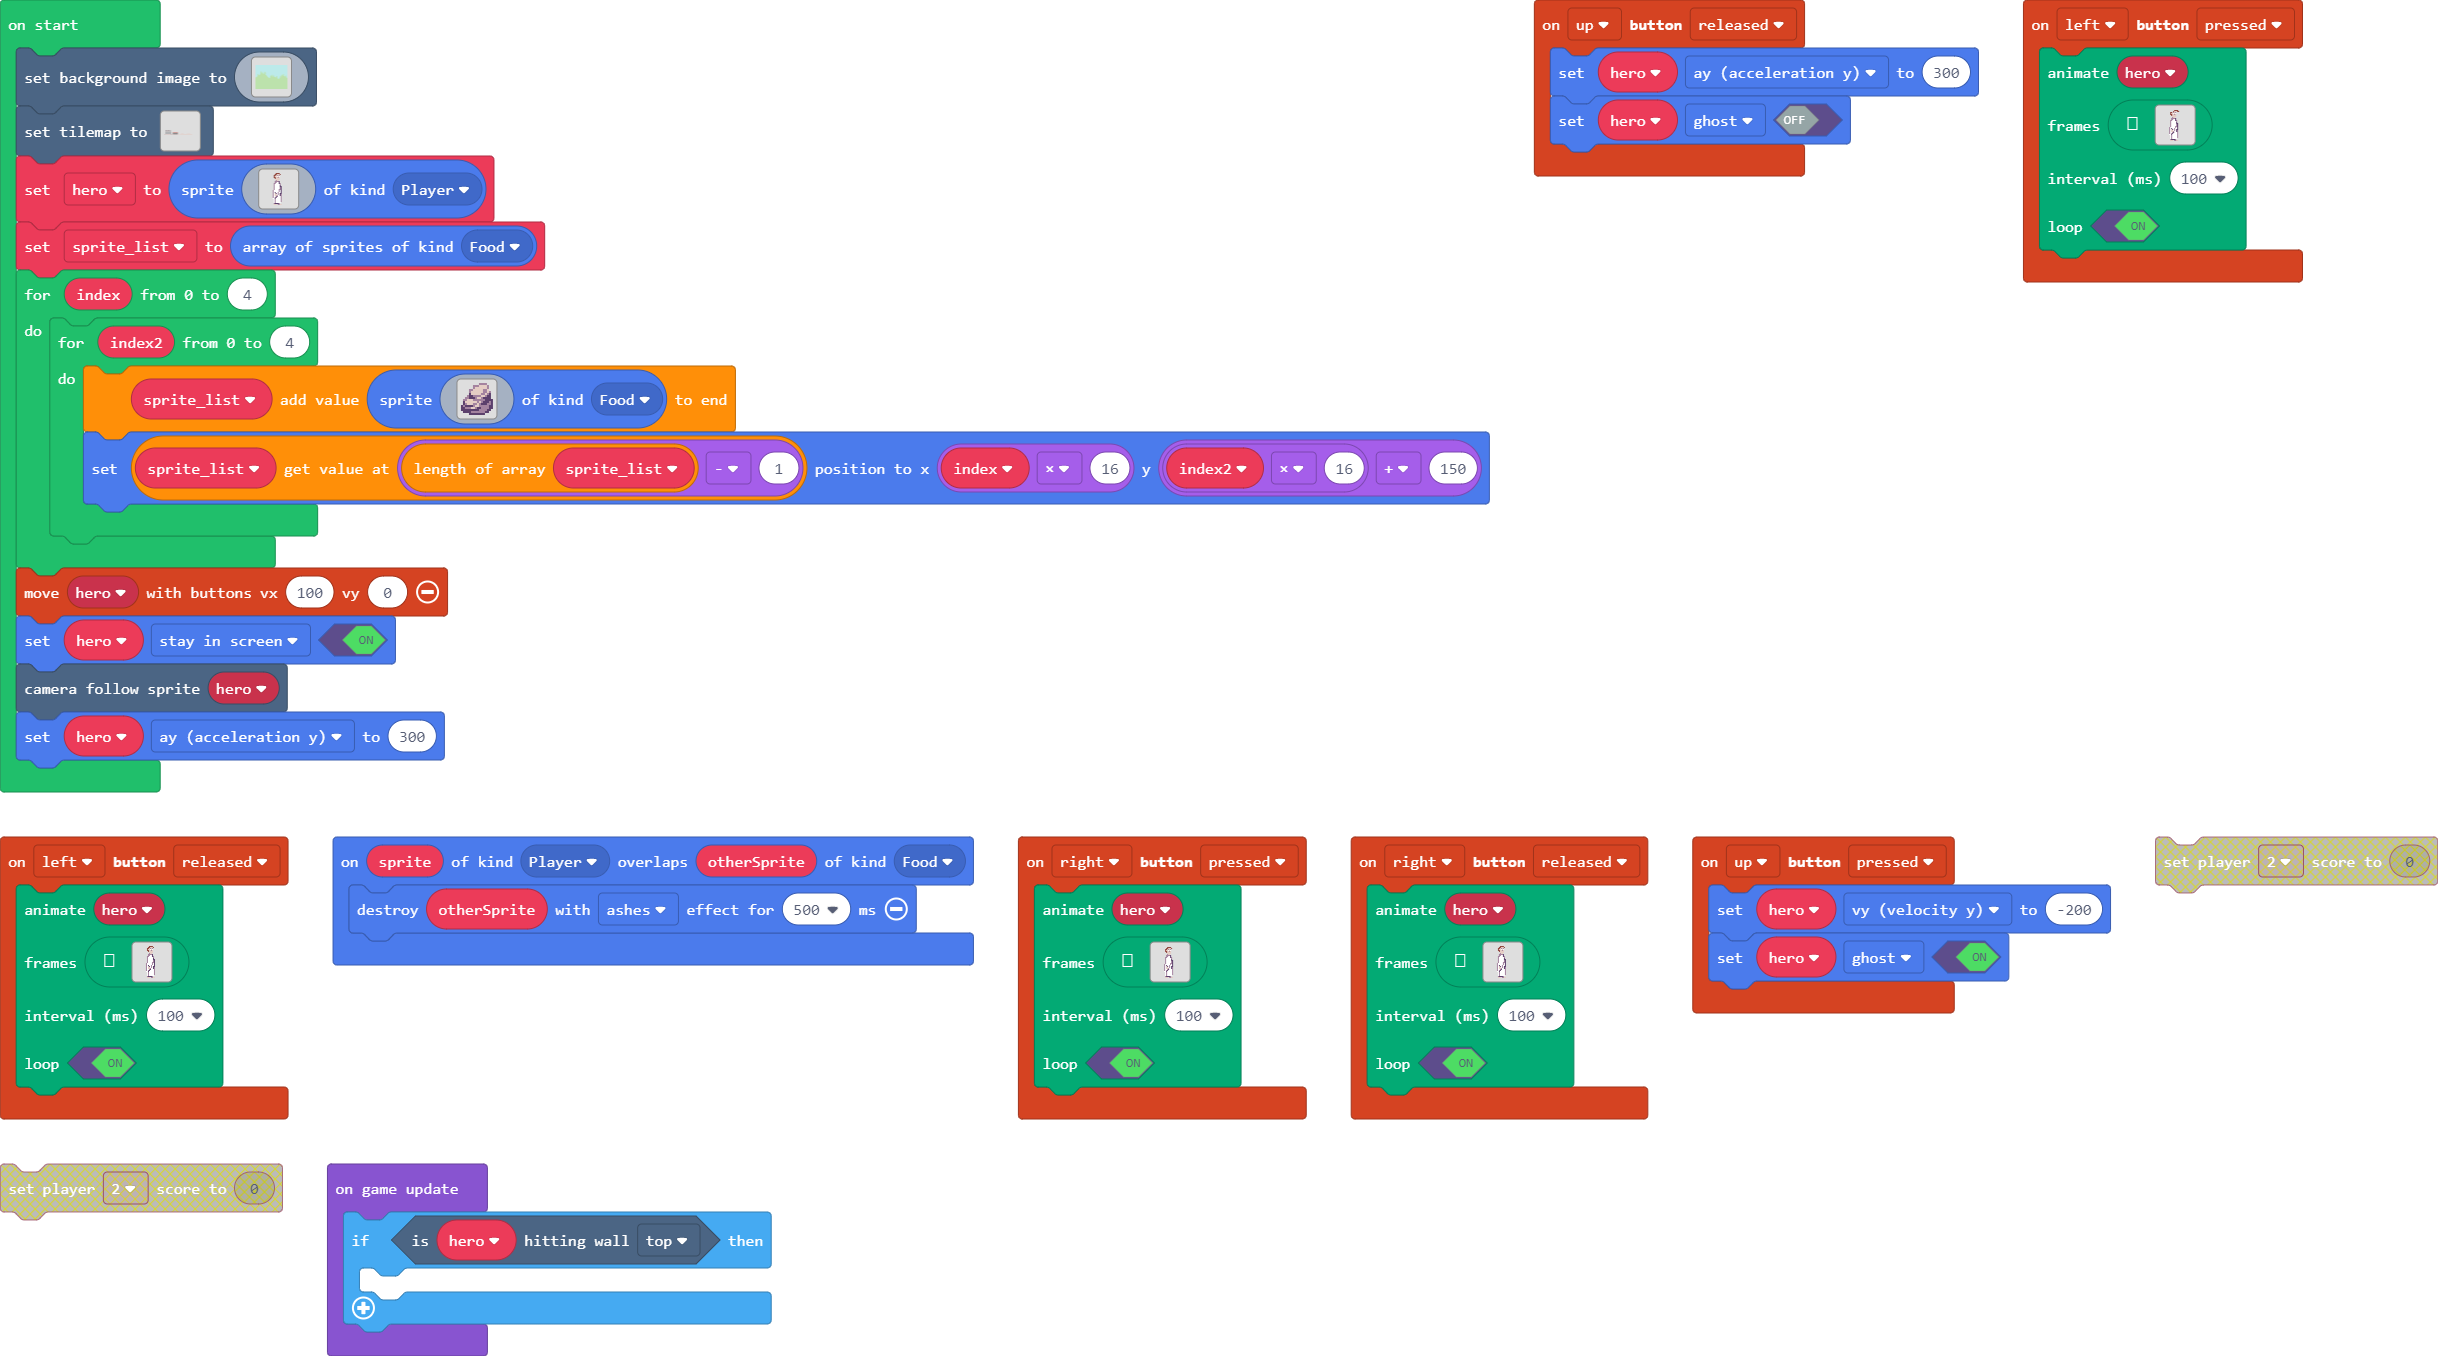 on start
set background image to
set tilemap to
set hero to sprite of kind Player
set sprite_list to array of sprites of kind Food
for index from 0 to 4
do
for index2 from 0 to 4
do
sprite_list add value sprite of kind Food to end
set sprite_list get value at length of array sprite_list - 1 position to x index × 16 y index2 × 16 + 150
move hero with buttons vx 100 vy 0
set hero stay in screen ON
camera follow sprite hero
set hero ay (acceleration y) to 300
on up button released
set hero ay (acceleration y) to 300
set hero ghost OFF
on left button pressed
animate hero
frames
interval (ms) 100
loop ON
on left button released
animate hero
frames
interval (ms) 100
loop ON
on sprite of kind Player overlaps otherSprite of kind Food
destroy otherSprite with ashes effect for 500 ms
on right button pressed
animate hero
frames
interval (ms) 100
loop ON
on right button released
animate hero
frames
interval (ms) 100
loop ON
on up button pressed
set hero vy (velocity y) to -200
set hero ghost ON
set player 2 score to 0
set player 2 score to 0
on game update
if is hero hitting wall top then